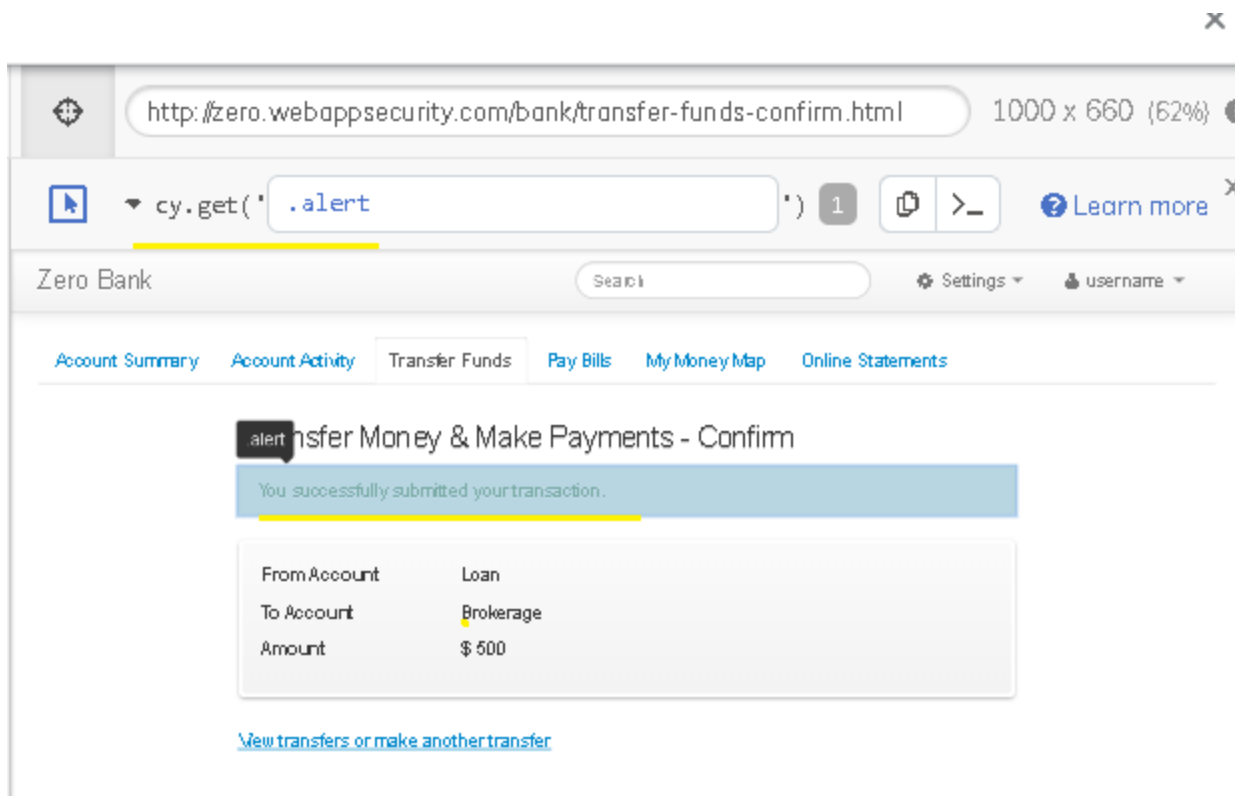 ×
http://zero.webappsecurity.com/bank/transfer-funds-confirm.html 1000 x 660 (62%)
cy.get(' .alert ') 1 >_ ? Learn more ×
Zero Bank Search Settings username
Account Summary Account Activity Transfer Funds Pay Bills My Money Map Online Statements
.alert nsfer Money & Make Payments - Confirm
You successfully submitted your transaction.
From Account Loan
To Account Brokerage
Amount $ 500
View transfers or make another transfer